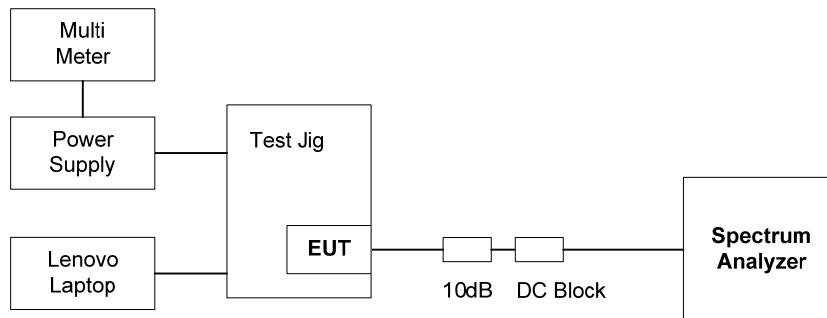 Multi
Meter
Power
Supply
Test Jig
Lenovo
Laptop
EUT
10dB
DC Block
Spectrum
Analyzer